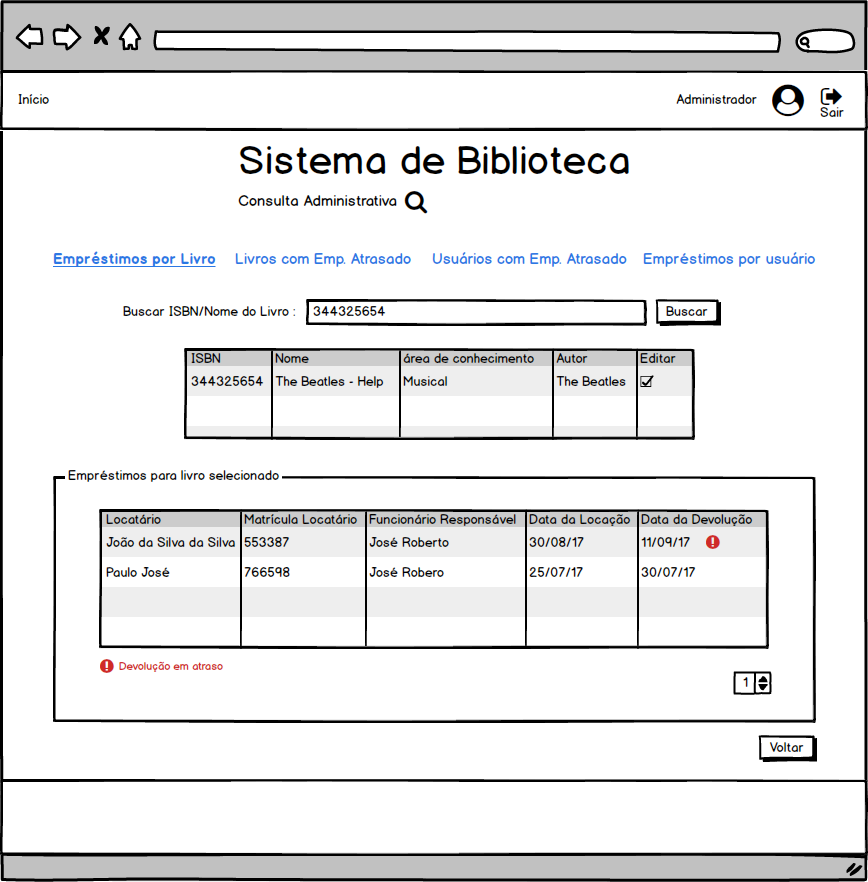 Início
Administrador
Sair
Sistema de Biblioteca
Consulta Administrativa
Empréstimos por Livro Livros com Emp. Atrasado Usuários com Emp. Atrasado Empréstimos por usuário
Buscar ISBN/Nome do Livro : 344325654 Buscar
ISBN Nome área de conhecimento Autor Editar
344325654 The Beatles - Help Musical The Beatles
Empréstimos para livro selecionado
Locatário Matrícula Locatário Funcionário Responsável Data da Locação Data da Devolução
João da Silva da Silva 553387 José Roberto 30/08/17 11/09/17
Paulo José 766598 José Robero 25/07/17 30/07/17
Devolução em atraso
1
Voltar